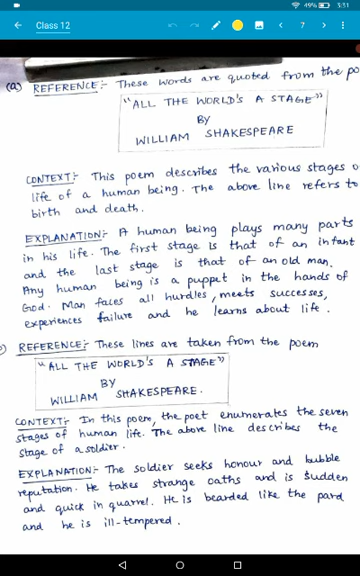 49% 3:31
Class 12
7
(a) REFERENCE:- These words are quoted from the po
"ALL THE WORLD'S A STAGE"
BY
WILLIAM SHAKESPEARE
CONTEXT:- This poem describes the various stages o
life of a human being. The above line refers to
birth and death.
EXPLANATION:- A human being plays many parts
in his life. The first stage is that of an infant
and the last stage is that of an old man.
Any human being is a puppet in the hands of
God. Man faces all hurdles, meets successes,
experiences failure and he learns about life.
) REFERENCE:- These lines are taken from the poem
"ALL THE WORLD'S A STAGE"
BY
WILLIAM SHAKESPEARE.
CONTEXT:- In this poem, the poet enumerates the seven
stages of human life. The above line describes the
stage of a soldier.
EXPLANATION:- The soldier seeks honour and bubble
reputation. He takes strange oaths and is sudden
and quick in quarrel. He is bearded like the pard
and he is ill-tempered.